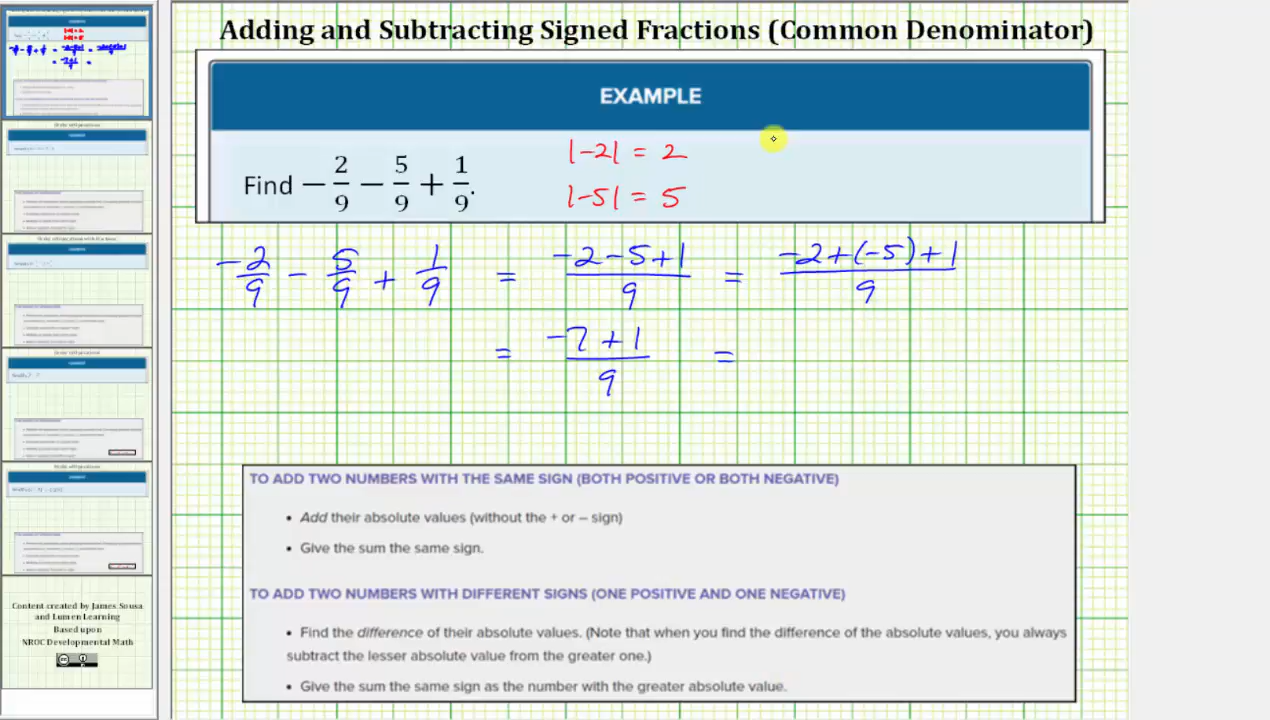 Adding and Subtracting Signed Fractions (Common Denominator)
EXAMPLE
Find −2/9 − 5/9 + 1/9.
|-2| = 2
|-5| = 5
-2/9 - 5/9 + 1/9 = (-2-5+1)/9 = (-2+(-5)+1)/9
= (-7+1)/9 =
TO ADD TWO NUMBERS WITH THE SAME SIGN (BOTH POSITIVE OR BOTH NEGATIVE)
• Add their absolute values (without the + or – sign)
• Give the sum the same sign.
TO ADD TWO NUMBERS WITH DIFFERENT SIGNS (ONE POSITIVE AND ONE NEGATIVE)
• Find the difference of their absolute values. (Note that when you find the difference of the absolute values, you always
subtract the lesser absolute value from the greater one.)
• Give the sum the same sign as the number with the greater absolute value.
Content created by James Sousa
and Lumen Learning
Based upon
NROC Developmental Math